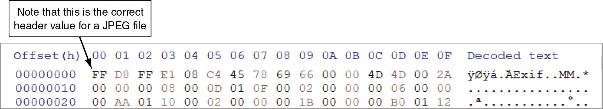 Note that this is the correct
header value for a JPEG file
Offset(h) 00 01 02 03 04 05 06 07 08 09 0A 0B 0C 0D 0E 0F Decoded text
00000000 FF D8 FF E1 08 C4 45 78 69 66 00 00 4D 4D 00 2A ÿØÿá.ÄExif..MM.*
00000010 00 00 00 08 00 0D 01 0F 00 02 00 00 00 06 00 00 ................
00000020 00 AA 01 10 00 02 00 00 00 1B 00 00 00 B0 01 12 .ª...........°..